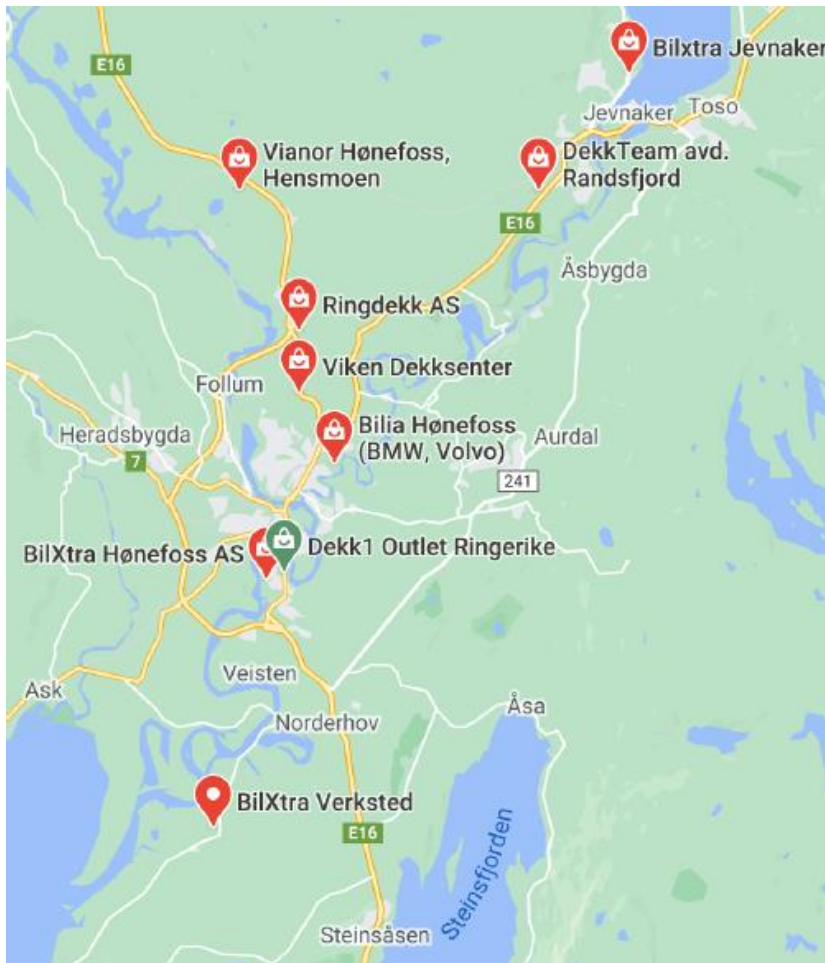 Bilxtra Jevnaker
E16
Jevnaker
Toso
Vianor Hønefoss,
Hensmoen
DekkTeam avd.
Randsfjord
E16
Åsbygda
Ringdekk AS
Viken Dekksenter
Follum
Bilia Hønefoss
(BMW, Volvo)
Heradsbygda
Aurdal
7
241
BilXtra Hønefoss AS
Dekk1 Outlet Ringerike
Veisten
Ask
Norderhov
Åsa
BilXtra Verksted
E16
Steinsfjorden
Steinsåsen